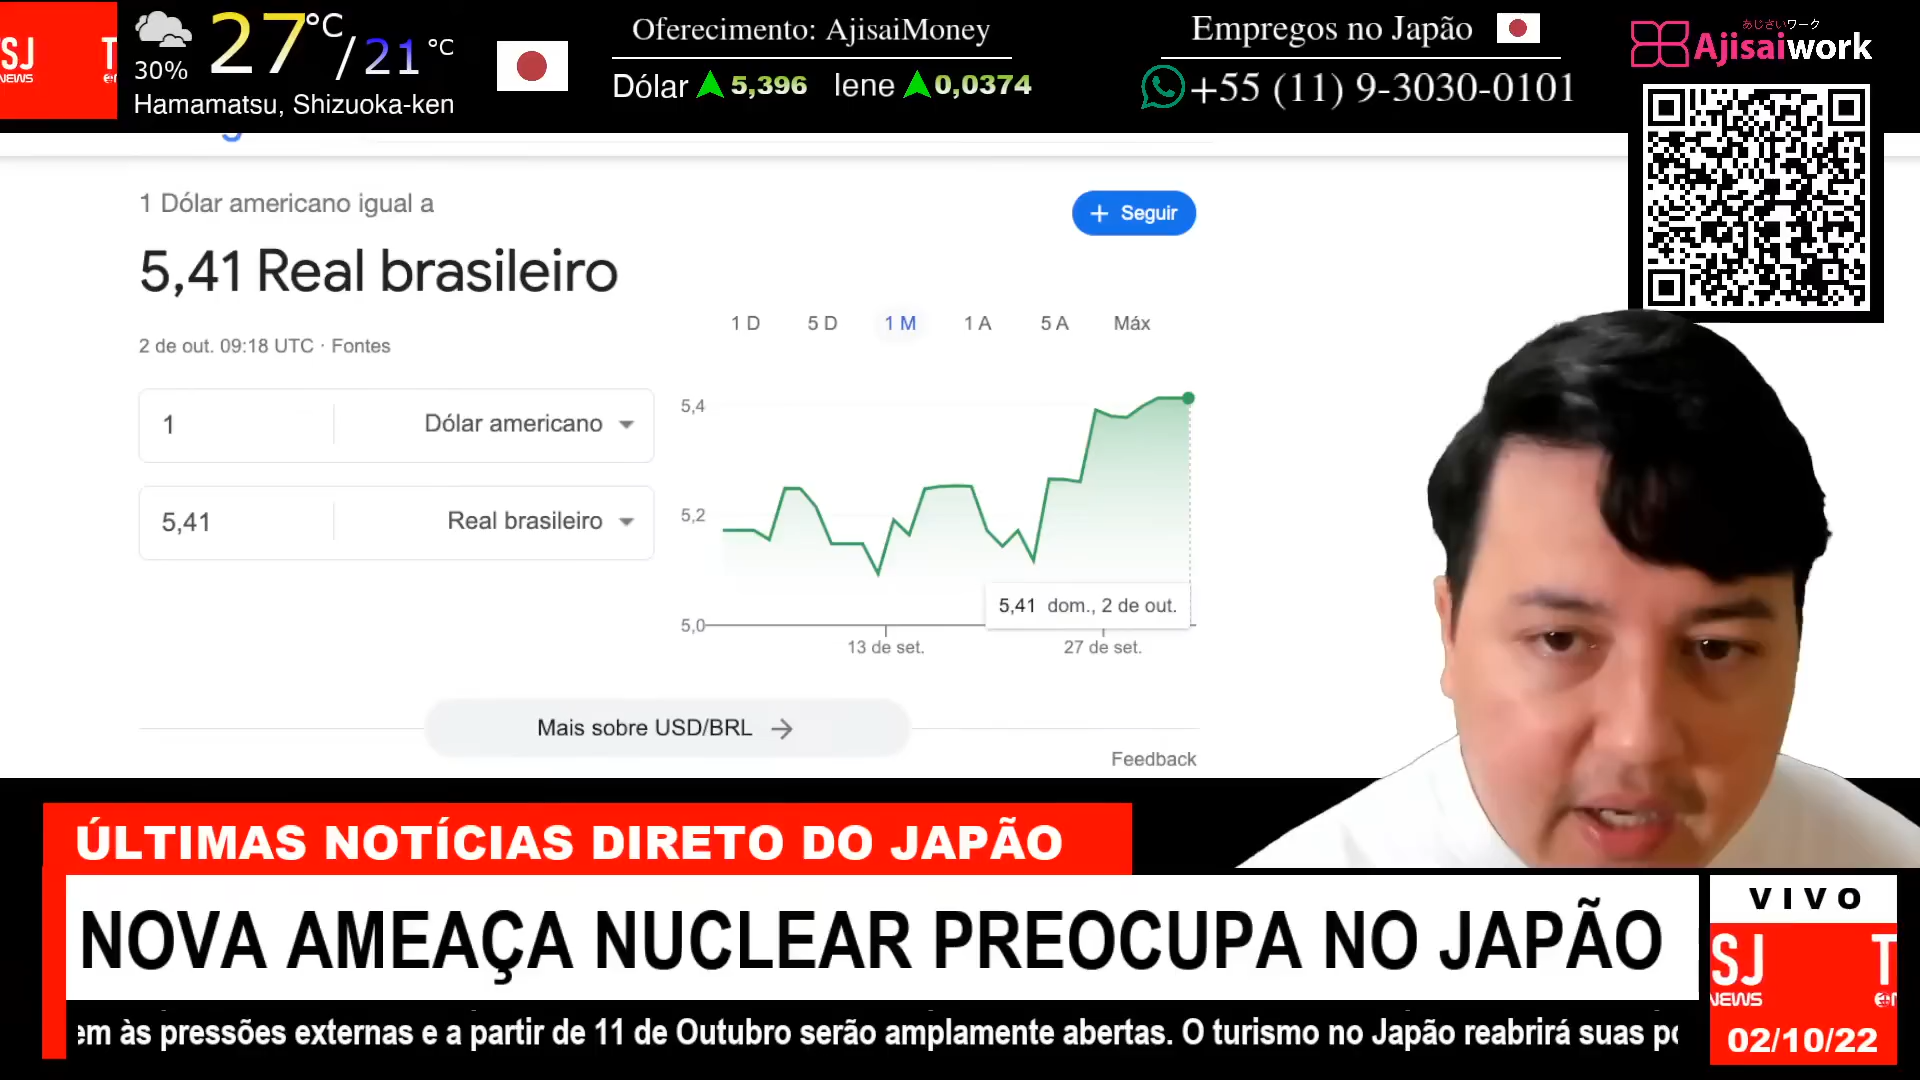 SJ T
NEWS
30%
27°C/21°C
Hamamatsu, Shizuoka-ken
Oferecimento: AjisaiMoney
Dólar 5,396 Iene 0,0374
Empregos no Japão
+55 (11) 9-3030-0101
あじさいワーク
Ajisaiwork
1 Dólar americano igual a
+ Seguir
5,41 Real brasileiro
2 de out. 09:18 UTC · Fontes
1 D 5 D 1 M 1 A 5 A Máx
1 Dólar americano
5,41 Real brasileiro
5,4
5,2
5,0
5,41 dom., 2 de out.
13 de set. 27 de set.
Mais sobre USD/BRL →
Feedback
ÚLTIMAS NOTÍCIAS DIRETO DO JAPÃO
NOVA AMEAÇA NUCLEAR PREOCUPA NO JAPÃO
em às pressões externas e a partir de 11 de Outubro serão amplamente abertas. O turismo no Japão reabrirá suas po
VIVO
SJ T
NEWS
02/10/22